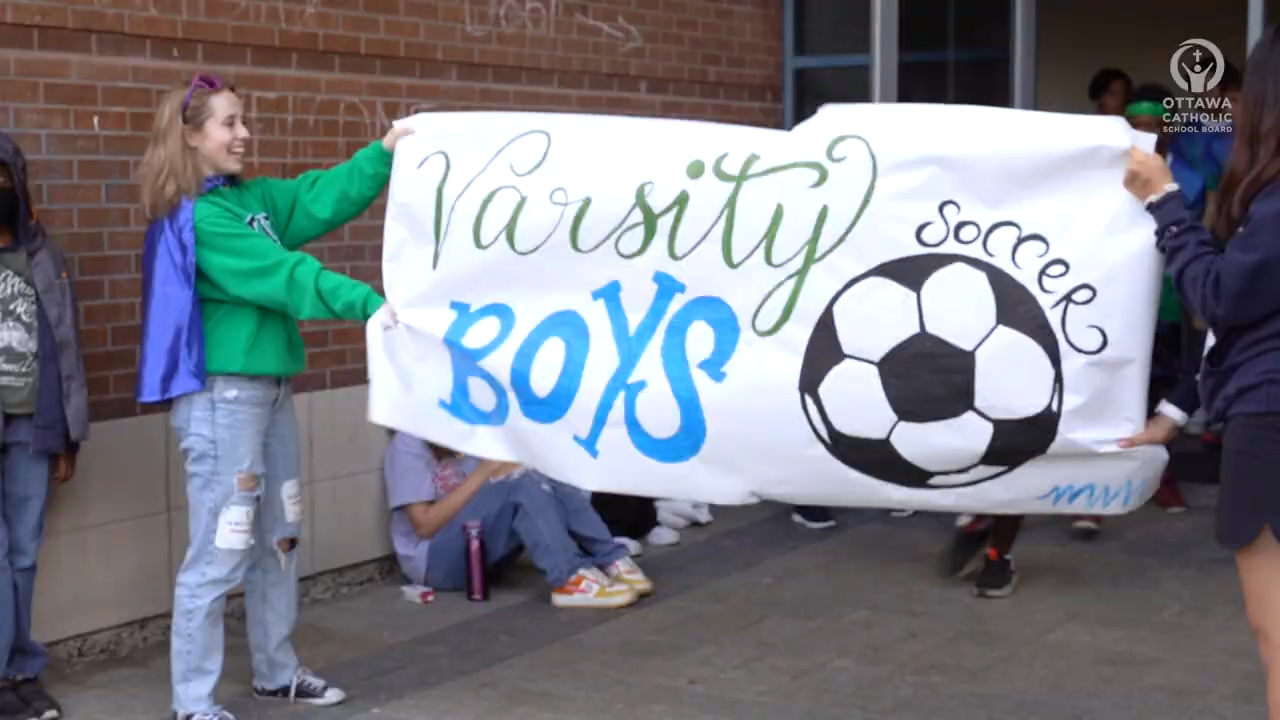 OTTAWA
CATHOLIC
SCHOOL BOARD
Varsity
Soccer
BOYS